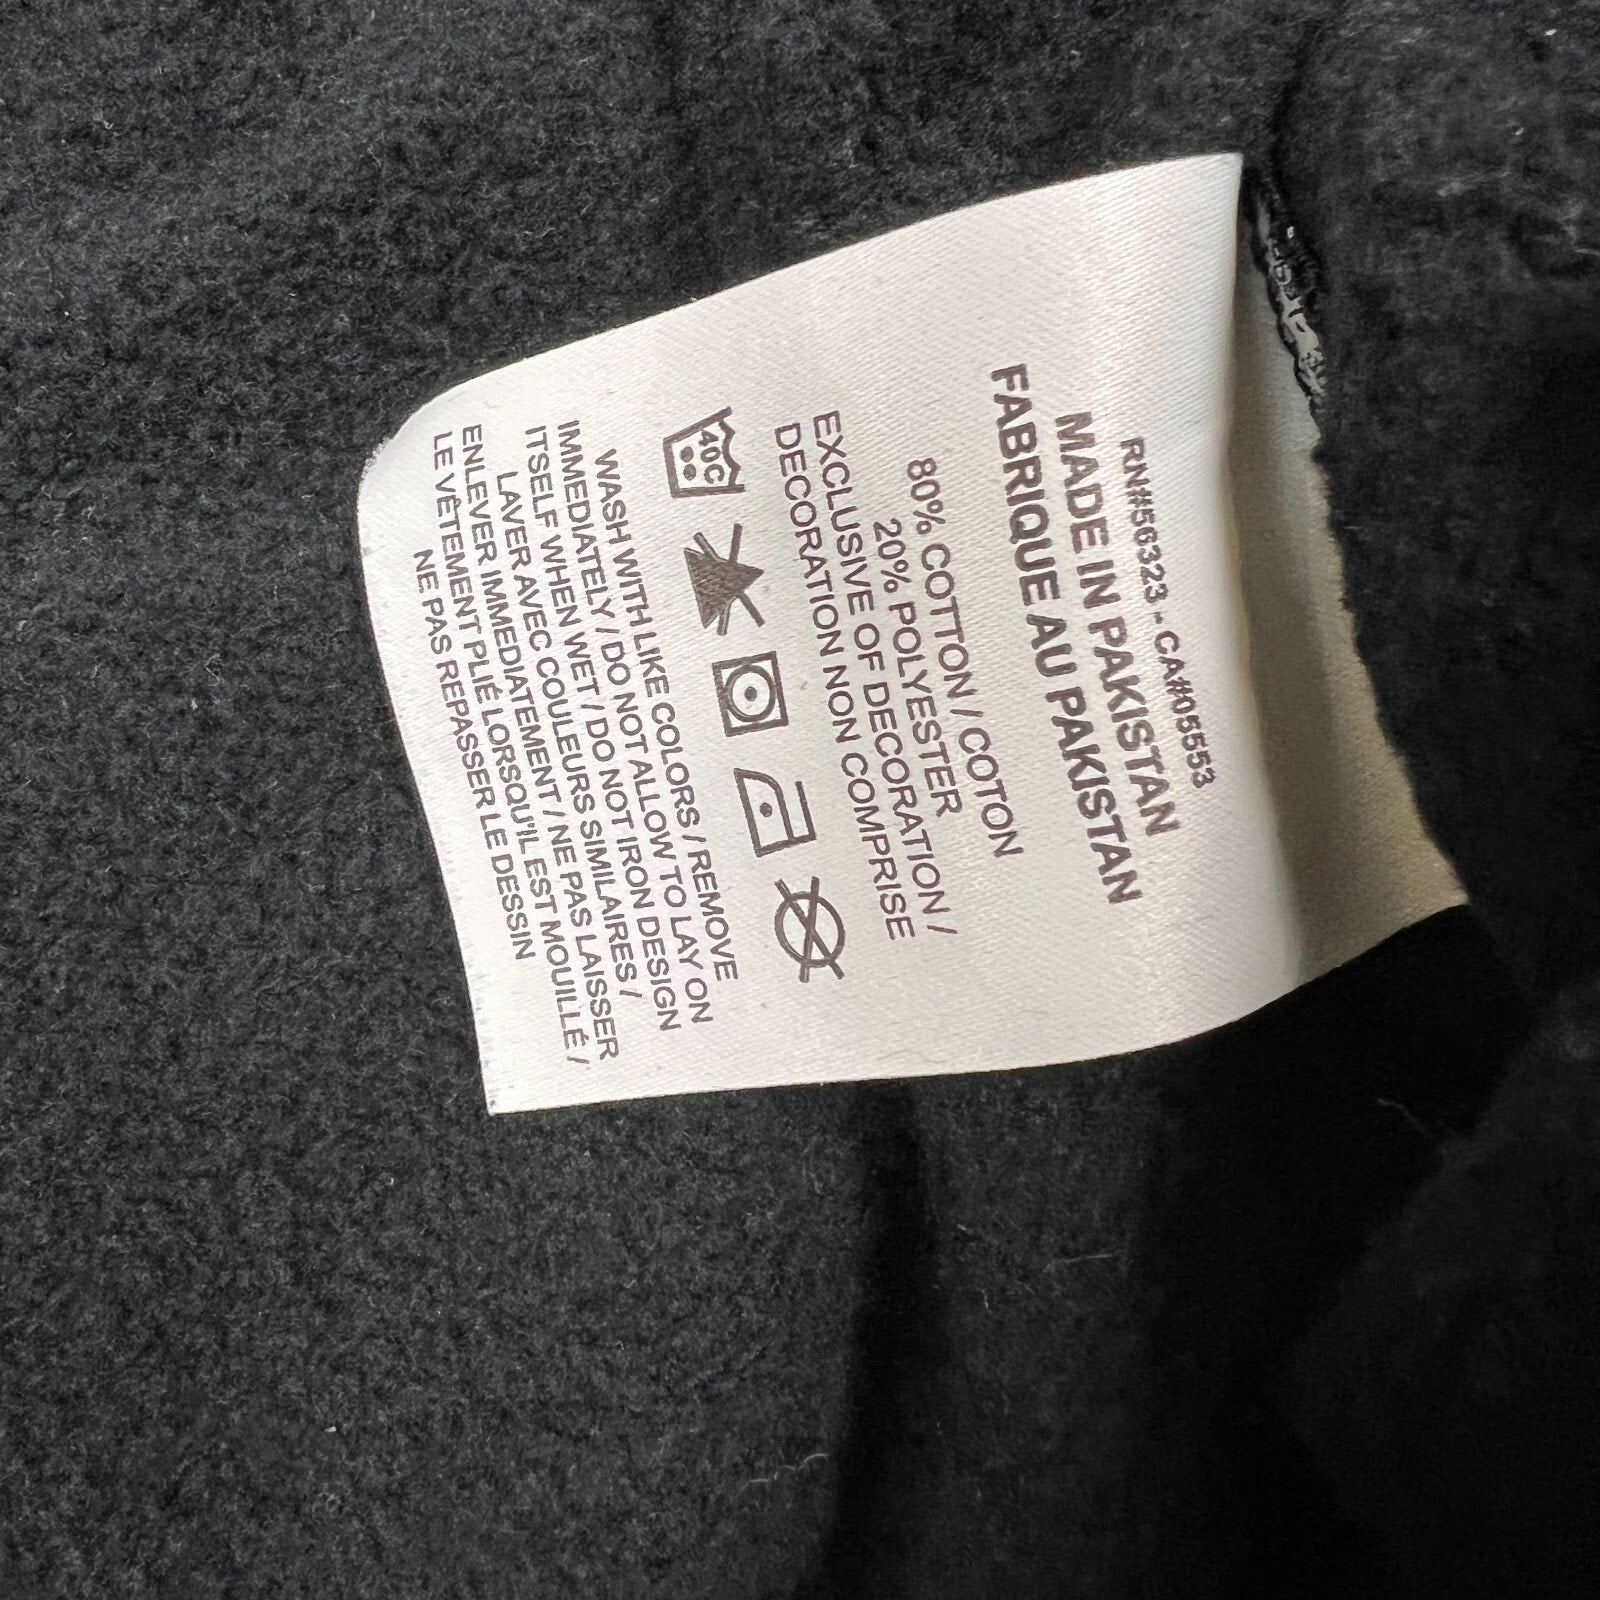 RN#56323 - CA#05553
MADE IN PAKISTAN
FABRIQUE AU PAKISTAN
80% COTTON / COTON
20% POLYESTER
EXCLUSIVE OF DECORATION /
DECORATION NON COMPRISE
40C
WASH WITH LIKE COLORS / REMOVE
IMMEDIATELY / DO NOT ALLOW TO LAY ON
ITSELF WHEN WET / DO NOT IRON DESIGN
LAVER AVEC COULEURS SIMILAIRES /
ENLEVER IMMEDIATEMENT / NE PAS LAISSER
LE VÊTEMENT PLIÉ LORSQU'IL EST MOUILLÉ /
NE PAS REPASSER LE DESSIN